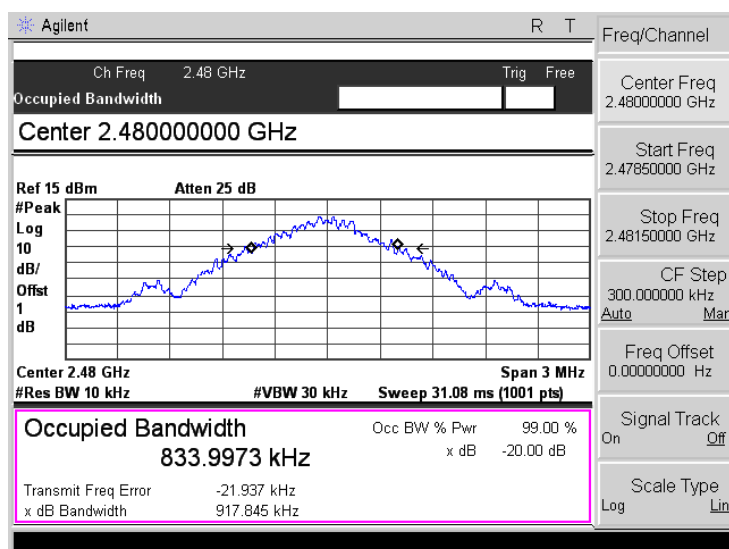 Agilent R T
Freq/Channel
Ch Freq 2.48 GHz Trig Free
Occupied Bandwidth
Center 2.480000000 GHz
Center Freq
2.48000000 GHz
Start Freq
2.47850000 GHz
Stop Freq
2.48150000 GHz
CF Step
300.000000 kHz
Auto Man
Freq Offset
0.00000000 Hz
Signal Track
On Off
Scale Type
Log Lin
Ref 15 dBm Atten 25 dB
#Peak
Log
10
dB/
Offst
1
dB
Center 2.48 GHz Span 3 MHz
#Res BW 10 kHz #VBW 30 kHz Sweep 31.08 ms (1001 pts)
Occupied Bandwidth Occ BW % Pwr 99.00 %
833.9973 kHz x dB -20.00 dB
Transmit Freq Error -21.937 kHz
x dB Bandwidth 917.845 kHz